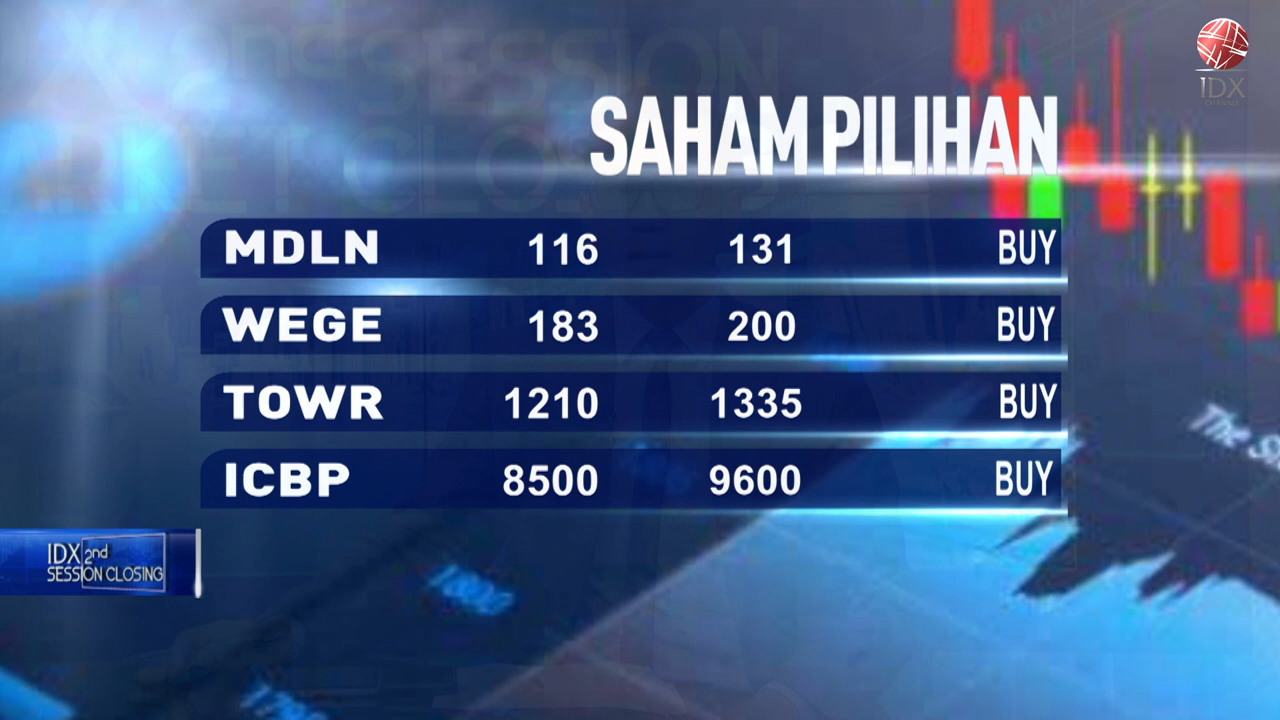 IDX
CHANNEL
SAHAM PILIHAN
MDLN 116 131 BUY
WEGE 183 200 BUY
TOWR 1210 1335 BUY
ICBP 8500 9600 BUY
IDX 2nd
SESSION CLOSING